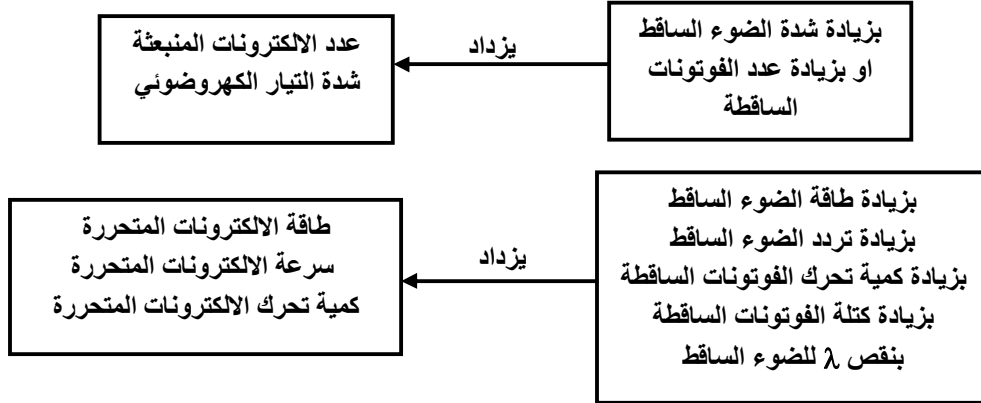 بزيادة شدة الضوء الساقط
او بزيادة عدد الفوتونات
الساقطة
يزداد
عدد الالكترونات المنبعثة
شدة التيار الكهروضوئي
بزيادة طاقة الضوء الساقط
بزيادة تردد الضوء الساقط
بزيادة كمية تحرك الفوتونات الساقطة
بزيادة كتلة الفوتونات الساقطة
بنقص λ للضوء الساقط
يزداد
طاقة الالكترونات المتحررة
سرعة الالكترونات المتحررة
كمية تحرك الالكترونات المتحررة